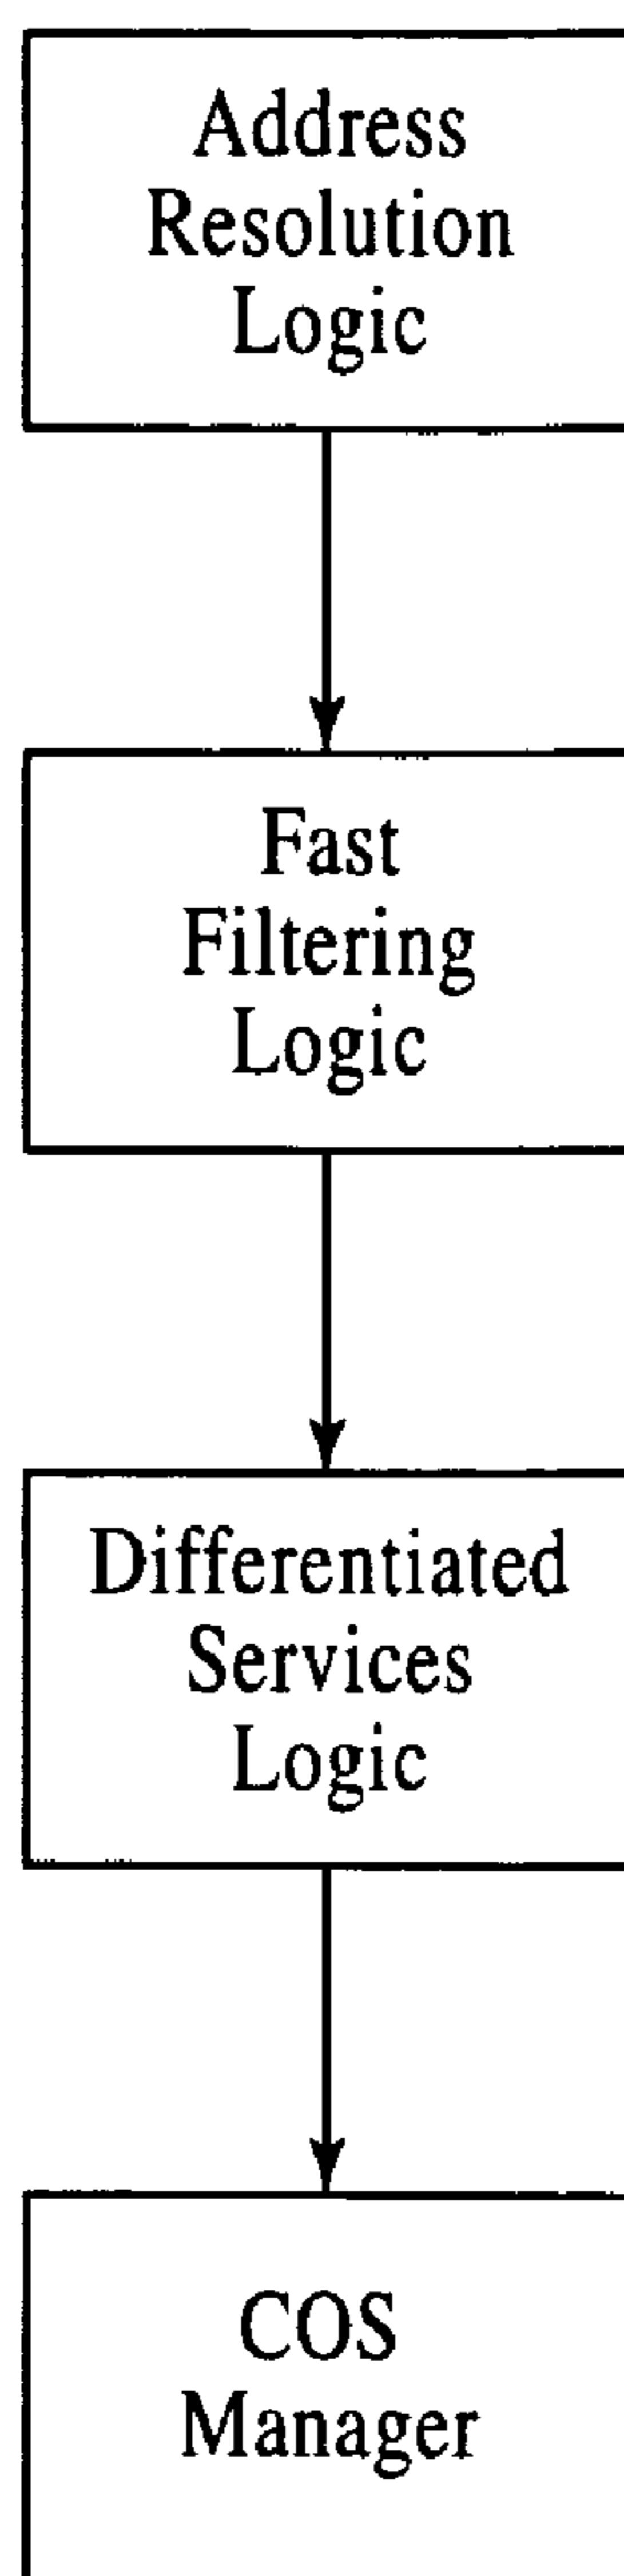 Address
Resolution
Logic
Fast
Filtering
Logic
Differentiated
Services
Logic
COS
Manager